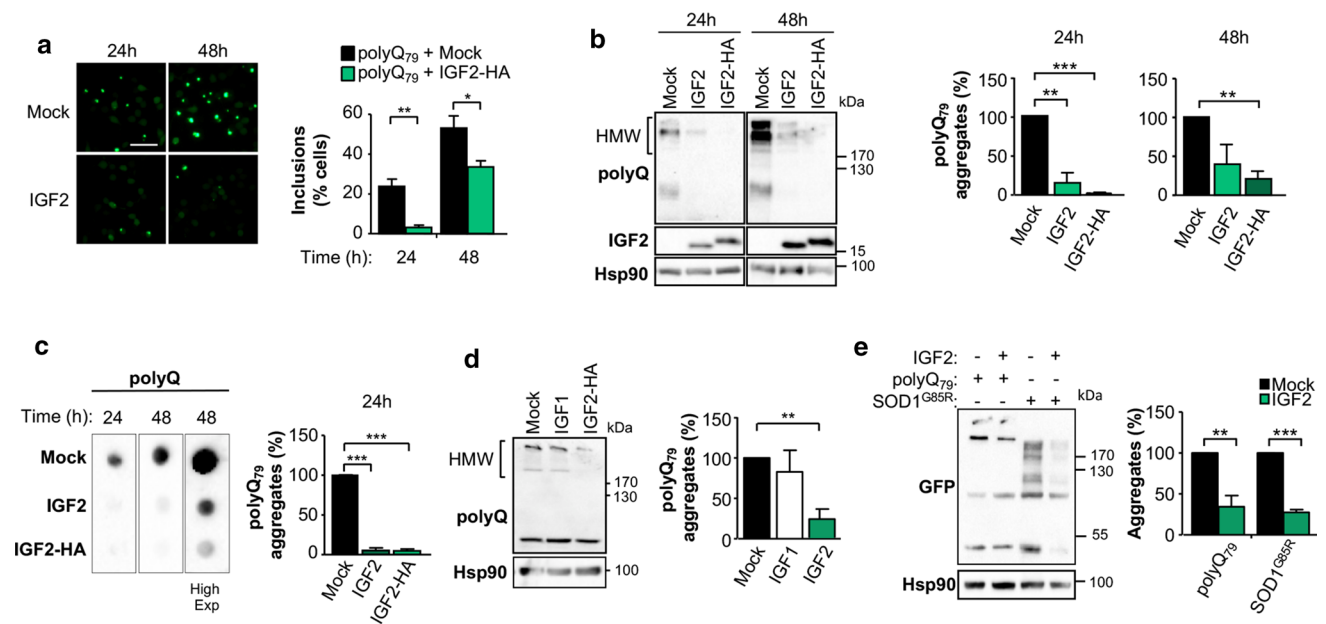 a
24h 48h
Mock
IGF2
polyQ79 + Mock
polyQ79 + IGF2-HA
Inclusions
(% cells)
60
40
20
0
** *
Time (h): 24 48
b
24h 48h
Mock IGF2 IGF2-HA Mock IGF2 IGF2-HA
kDa
HMW
polyQ
170
130
IGF2
15
Hsp90
100
24h
polyQ79
aggregates (%)
150
100
50
0
***
**
Mock IGF2 IGF2-HA
48h
150
100
50
0
**
Mock IGF2 IGF2-HA
c
polyQ
Time (h): 24 48 48
Mock
IGF2
IGF2-HA
High
Exp
24h
polyQ79
aggregates (%)
150
100
50
0
***
***
Mock IGF2 IGF2-HA
d
Mock IGF1 IGF2-HA
kDa
HMW
170
130
polyQ
Hsp90
100
polyQ79
aggregates (%)
150
100
50
0
**
Mock IGF1 IGF2
e
IGF2: - + - +
polyQ79: + + - -
SOD1G85R: - - + +
kDa
170
130
GFP
55
Hsp90
100
Mock
IGF2
Aggregates (%)
150
100
50
0
** ***
polyQ79 SOD1G85R